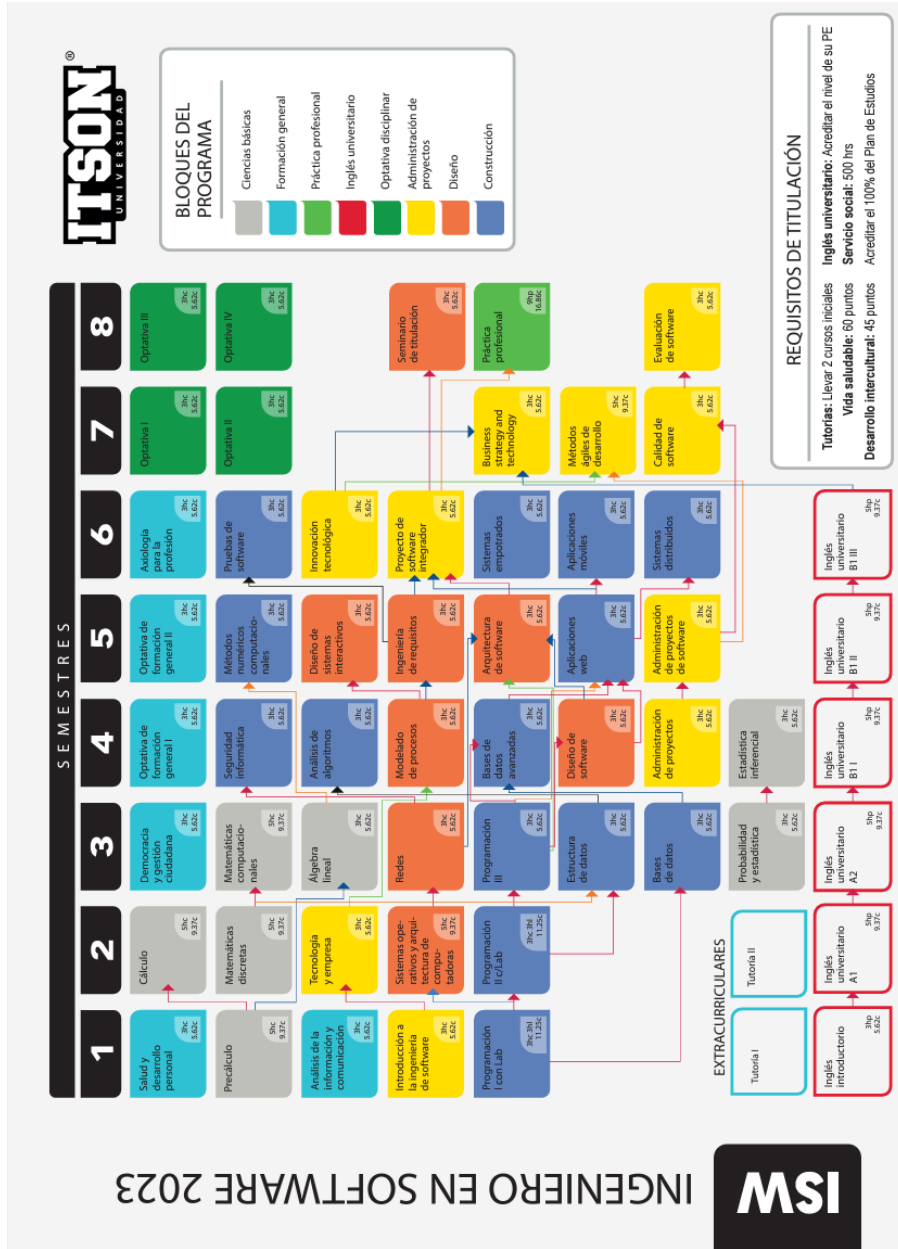 INGENIERO EN SOFTWARE 2023
ISW
ITSON
UNIVERSIDAD
®
BLOQUES DEL
PROGRAMA
Ciencias básicas
Formación general
Práctica profesional
Inglés universitario
Optativa disciplinar
Administración de
proyectos
Diseño
Construcción
SEMESTRES
1
2
3
4
5
6
7
8
Salud y
desarrollo
personal
3hc
5.62c
Cálculo
5hc
9.37c
Democracia
y gestión
ciudadana
3hc
5.62c
Optativa de
formación
general I
3hc
5.62c
Optativa de
formación
general II
3hc
5.62c
Axiología
para la
profesión
3hc
5.62c
Optativa I
3hc
5.62c
Optativa III
3hc
5.62c
Precálculo
5hc
9.37c
Matemáticas
discretas
5hc
9.37c
Matemáticas
computacio-
nales
5hc
9.37c
Seguridad
informática
3hc
5.62c
Métodos
numéricos
computacio-
nales
3hc
5.62c
Pruebas de
software
3hc
5.62c
Optativa II
3hc
5.62c
Optativa IV
3hc
5.62c
Análisis de la
información y
comunicación
3hc
5.62c
Tecnología
y empresa
3hc
5.62c
Álgebra
lineal
3hc
5.62c
Análisis de
algoritmos
3hc
5.62c
Diseño de
sistemas
interactivos
3hc
5.62c
Innovación
tecnológica
3hc
5.62c
Introducción a
la ingeniería
de software
3hc
5.62c
Sistemas ope-
rativos y arqui-
tectura de
compu-
tadoras
5hc
9.37c
Redes
3hc
5.62c
Modelado
de procesos
3hc
5.62c
Ingeniería
de requisitos
3hc
5.62c
Proyecto de
software
integrador
3hc
5.62c
Seminario
de titulación
3hc
5.62c
Programación
I con Lab
3hc 3hl
11.25c
Programación
II c/Lab
3hc 3hl
11.25c
Programación
III
3hc
5.62c
Bases de
datos
avanzadas
3hc
5.62c
Arquitectura
de software
3hc
5.62c
Sistemas
empotrados
3hc
5.62c
Business
strategy and
technology
3hc
5.62c
Práctica
profesional
9hp
16.86c
Estructura
de datos
3hc
5.62c
Diseño de
software
3hc
5.62c
Aplicaciones
web
3hc
5.62c
Aplicaciones
móviles
3hc
5.62c
Métodos
ágiles de
desarrollo
5hc
9.37c
Bases
de datos
3hc
5.62c
Administración
de proyectos
3hc
5.62c
Administración
de proyectos
de software
3hc
5.62c
Sistemas
distribuidos
3hc
5.62c
Calidad de
software
3hc
5.62c
Evaluación
de software
3hc
5.62c
Probabilidad
y estadística
3hc
5.62c
Estadística
inferencial
3hc
5.62c
EXTRACURRICULARES
Tutoría I
Tutoría II
Inglés
introductorio
3hp
5.62c
Inglés
universitario
A1
5hp
9.37c
Inglés
universitario
A2
5hp
9.37c
Inglés
universitario
B1 I
5hp
9.37c
Inglés
universitario
B1 II
5hp
9.37c
Inglés
universitario
B1 III
5hp
9.37c
REQUISITOS DE TITULACIÓN
Tutorías: Llevar 2 cursos iniciales
Vida saludable: 60 puntos
Desarrollo intercultural: 45 puntos
Inglés universitario: Acreditar el nivel de su PE
Servicio social: 500 hrs
Acreditar el 100% del Plan de Estudios